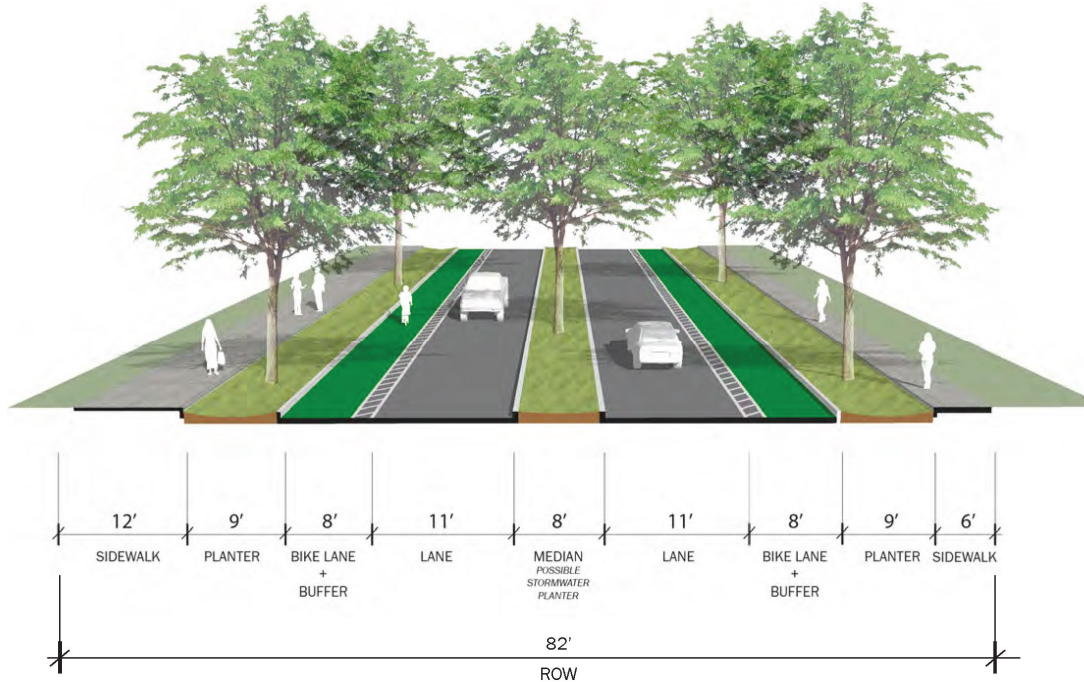 12’ 9’ 8’ 11’ 8’ 11’ 8’ 9’ 6’
SIDEWALK PLANTER BIKE LANE LANE MEDIAN LANE BIKE LANE PLANTER SIDEWALK
+ POSSIBLE +
BUFFER STORMWATER BUFFER
PLANTER
82’
ROW